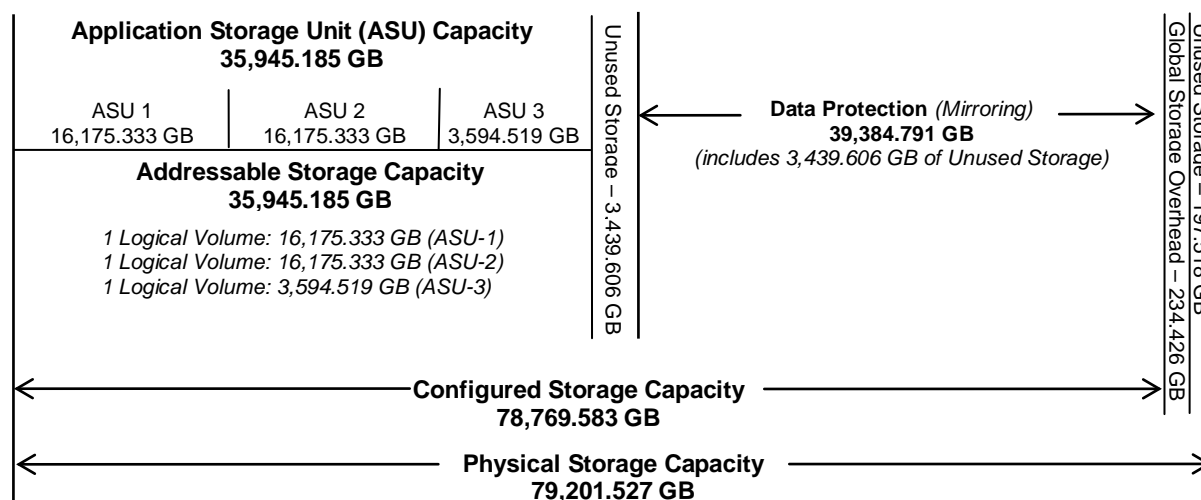 Application Storage Unit (ASU) Capacity
35,945.185 GB
ASU 1
16,175.333 GB
ASU 2
16,175.333 GB
ASU 3
3,594.519 GB
Addressable Storage Capacity
35,945.185 GB
1 Logical Volume: 16,175.333 GB (ASU-1)
1 Logical Volume: 16,175.333 GB (ASU-2)
1 Logical Volume: 3,594.519 GB (ASU-3)
Unused Storage – 3.439.606 GB
Data Protection (Mirroring)
39,384.791 GB
(includes 3,439.606 GB of Unused Storage)
Global Storage Overhead – 234.426 GB
Unused Storage – 197.518 GB
Configured Storage Capacity
78,769.583 GB
Physical Storage Capacity
79,201.527 GB